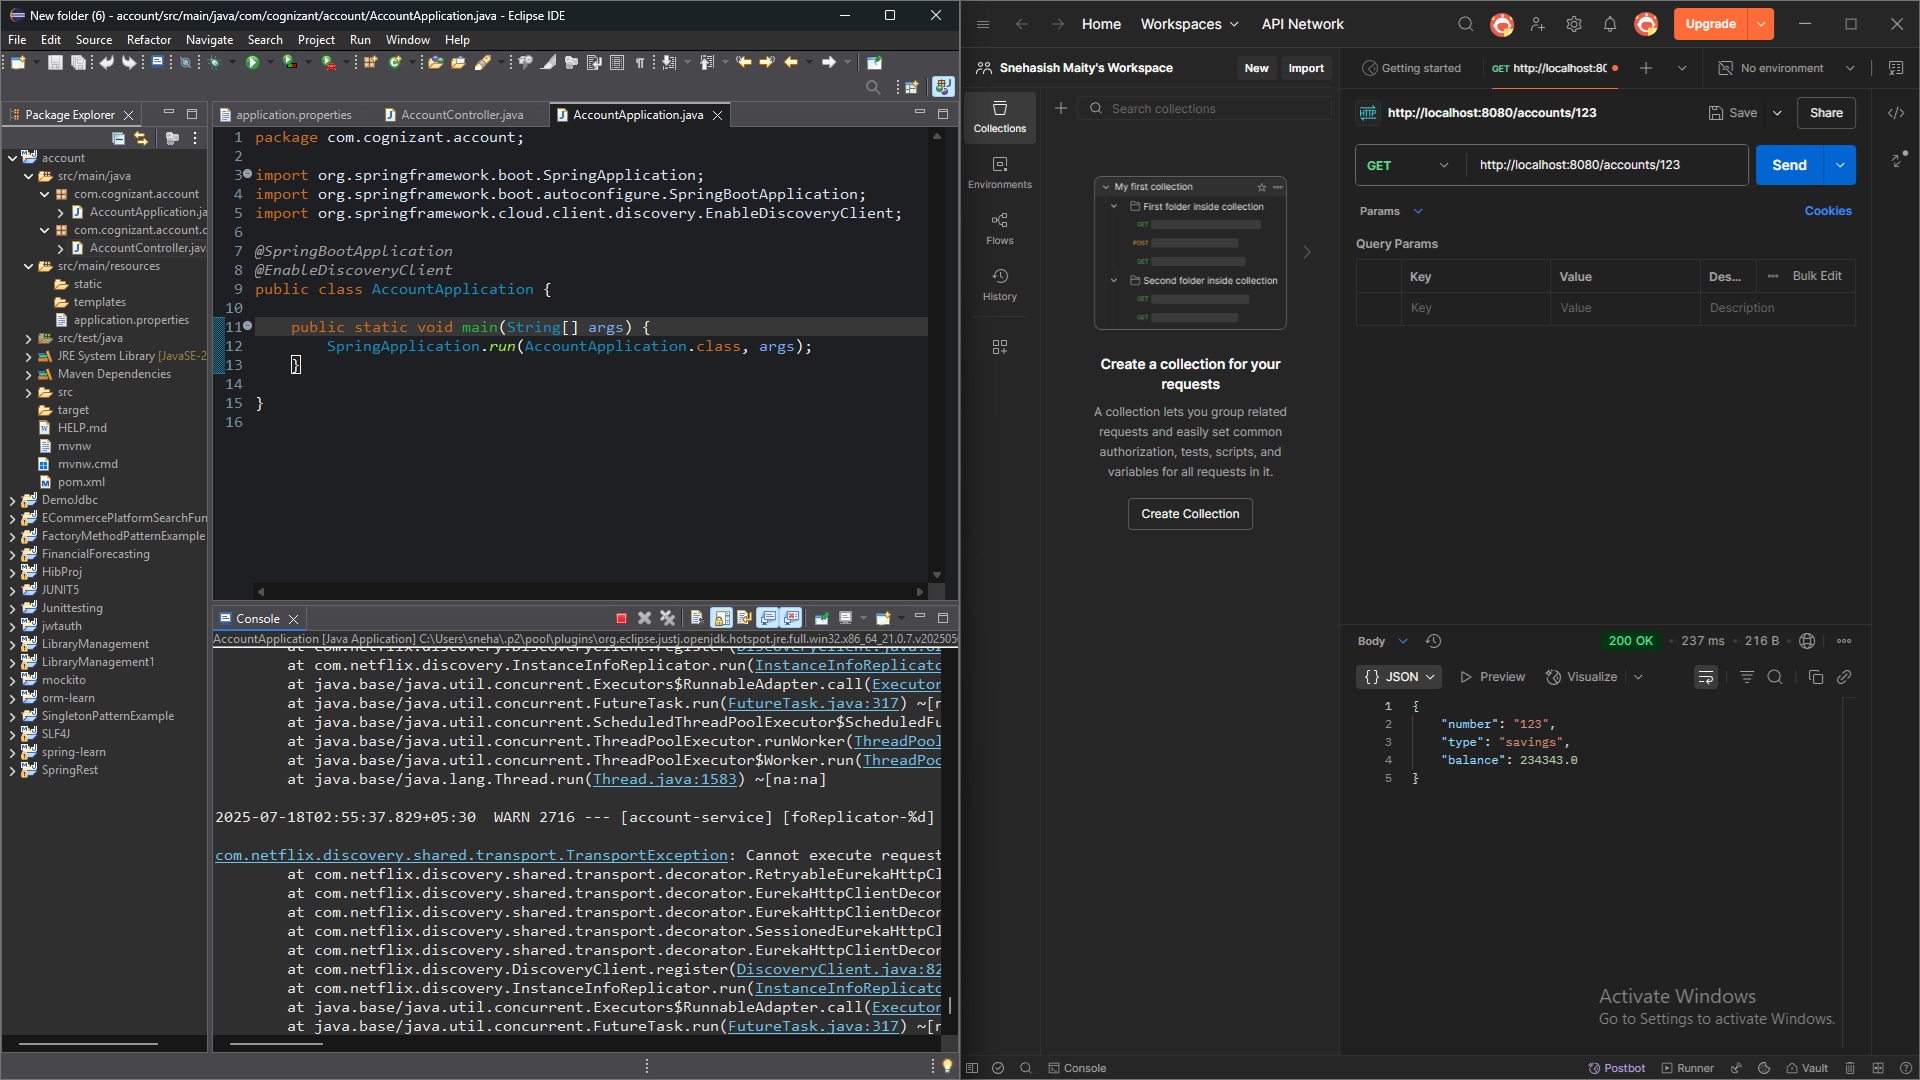 New folder (6) - account/src/main/java/com/cognizant/account/AccountApplication.java - Eclipse IDE
File Edit Source Refactor Navigate Search Project Run Window Help
Package Explorer
account
src/main/java
com.cognizant.account
AccountApplication.ja
com.cognizant.account.c
AccountController.jav
src/main/resources
static
templates
application.properties
src/test/java
JRE System Library [JavaSE-2
Maven Dependencies
src
target
HELP.md
mvnw
mvnw.cmd
pom.xml
DemoJdbc
ECommercePlatformSearchFun
FactoryMethodPatternExample
FinancialForecasting
HibProj
JUNIT5
Junittesting
jwtauth
LibraryManagement
LibraryManagement1
mockito
orm-learn
SingletonPatternExample
SLF4J
spring-learn
SpringRest
application.properties AccountController.java AccountApplication.java
1 package com.cognizant.account;
2
3 import org.springframework.boot.SpringApplication;
4 import org.springframework.boot.autoconfigure.SpringBootApplication;
5 import org.springframework.cloud.client.discovery.EnableDiscoveryClient;
6
7 @SpringBootApplication
8 @EnableDiscoveryClient
9 public class AccountApplication {
10
11 public static void main(String[] args) {
12 SpringApplication.run(AccountApplication.class, args);
13 }
14
15 }
16
Console
AccountApplication [Java Application] C:\Users\sneha\.p2\pool\plugins\org.eclipse.justj.openjdk.hotspot.jre.full.win32.x86_64_21.0.7.v202505
at com.netflix.discovery.DiscoveryClient.register(DiscoveryClient.java:82
at com.netflix.discovery.InstanceInfoReplicator.run(InstanceInfoReplicato
at java.base/java.util.concurrent.Executors$RunnableAdapter.call(Executor
at java.base/java.util.concurrent.FutureTask.run(FutureTask.java:317) ~[n
at java.base/java.util.concurrent.ScheduledThreadPoolExecutor$ScheduledFu
at java.base/java.util.concurrent.ThreadPoolExecutor.runWorker(ThreadPool
at java.base/java.util.concurrent.ThreadPoolExecutor$Worker.run(ThreadPoo
at java.base/java.lang.Thread.run(Thread.java:1583) ~[na:na]
2025-07-18T02:55:37.829+05:30 WARN 2716 --- [account-service] [foReplicator-%d]
com.netflix.discovery.shared.transport.TransportException: Cannot execute request
at com.netflix.discovery.shared.transport.decorator.RetryableEurekaHttpCl
at com.netflix.discovery.shared.transport.decorator.EurekaHttpClientDecor
at com.netflix.discovery.shared.transport.decorator.EurekaHttpClientDecor
at com.netflix.discovery.shared.transport.decorator.SessionedEurekaHttpCl
at com.netflix.discovery.shared.transport.decorator.EurekaHttpClientDecor
at com.netflix.discovery.DiscoveryClient.register(DiscoveryClient.java:82
at com.netflix.discovery.InstanceInfoReplicator.run(InstanceInfoReplicato
at java.base/java.util.concurrent.Executors$RunnableAdapter.call(Executor
at java.base/java.util.concurrent.FutureTask.run(FutureTask.java:317) ~[n
Home Workspaces API Network Upgrade
Snehasish Maity's Workspace New Import
Collections
Environments
Flows
History
Search collections
My first collection
First folder inside collection
GET
POST
GET
Second folder inside collection
GET
GET
Create a collection for your
requests
A collection lets you group related
requests and easily set common
authorization, tests, scripts, and
variables for all requests in it.
Create Collection
Getting started GET http://localhost:8( No environment
HTTP http://localhost:8080/accounts/123 Save Share
GET http://localhost:8080/accounts/123 Send
Params Cookies
Query Params
Key Value Des... Bulk Edit
Key Value Description
Body 200 OK 237 ms 216 B
{} JSON Preview Visualize
1 {
2 "number": "123",
3 "type": "savings",
4 "balance": 234343.0
5 }
Activate Windows
Go to Settings to activate Windows.
Console Postbot Runner Vault